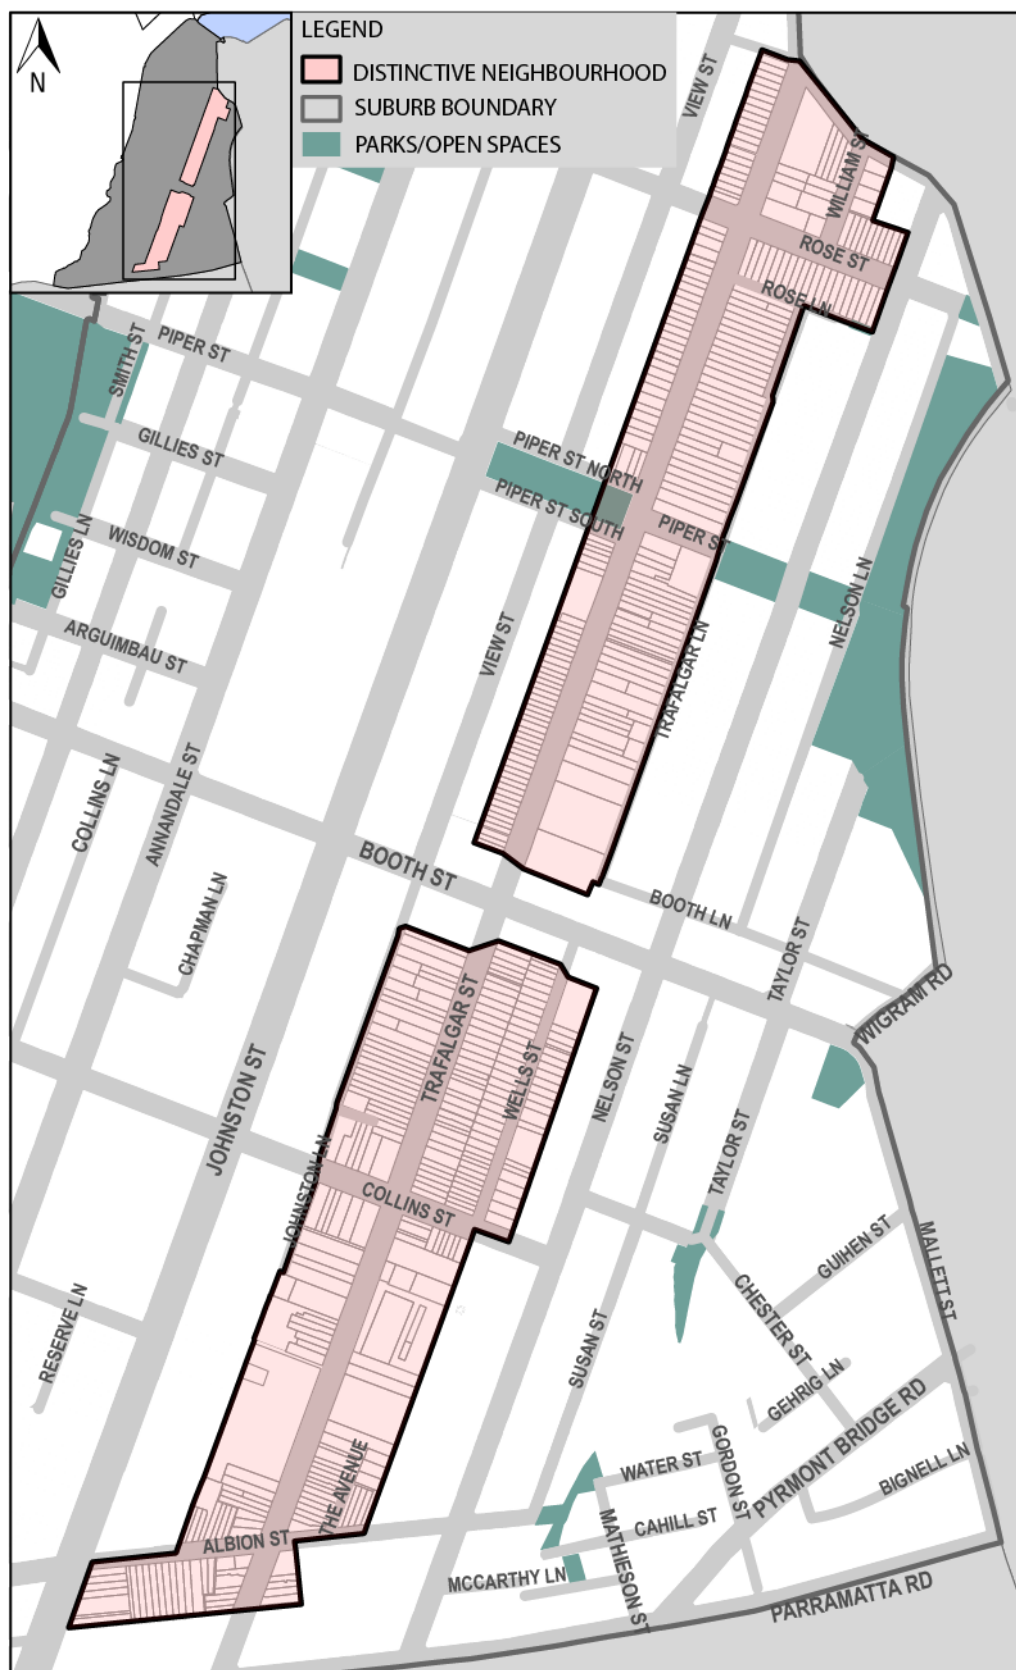 N
LEGEND
DISTINCTIVE NEIGHBOURHOOD
SUBURB BOUNDARY
PARKS/OPEN SPACES
VIEW ST
WILLIAM ST
ROSE ST
ROSE LN
SMITH ST
PIPER ST
GILLIES ST
PIPER ST NORTH
PIPER ST SOUTH
PIPER ST
GILLIES LN
WISDOM ST
NELSON LN
ARGUIMBAU ST
VIEW ST
TRAFALGAR LN
COLLINS LN
ANNANDALE ST
BOOTH ST
BOOTH LN
CHAPMAN LN
TAYLOR ST
WIGRAM RD
TRAFALGAR ST
WELLS ST
NELSON ST
SUSAN LN
JOHNSTON ST
TAYLOR ST
JOHNSTON LN
COLLINS ST
GUIHEN ST
MALLETT ST
RESERVE LN
SUSAN ST
CHESTER ST
GEHRIG LN
PYRMONT BRIDGE RD
THE AVENUE
WATER ST
GORDON ST
BIGNELL LN
ALBION ST
CAHILL ST
MATHIESON ST
MCCARTHY LN
PARRAMATTA RD